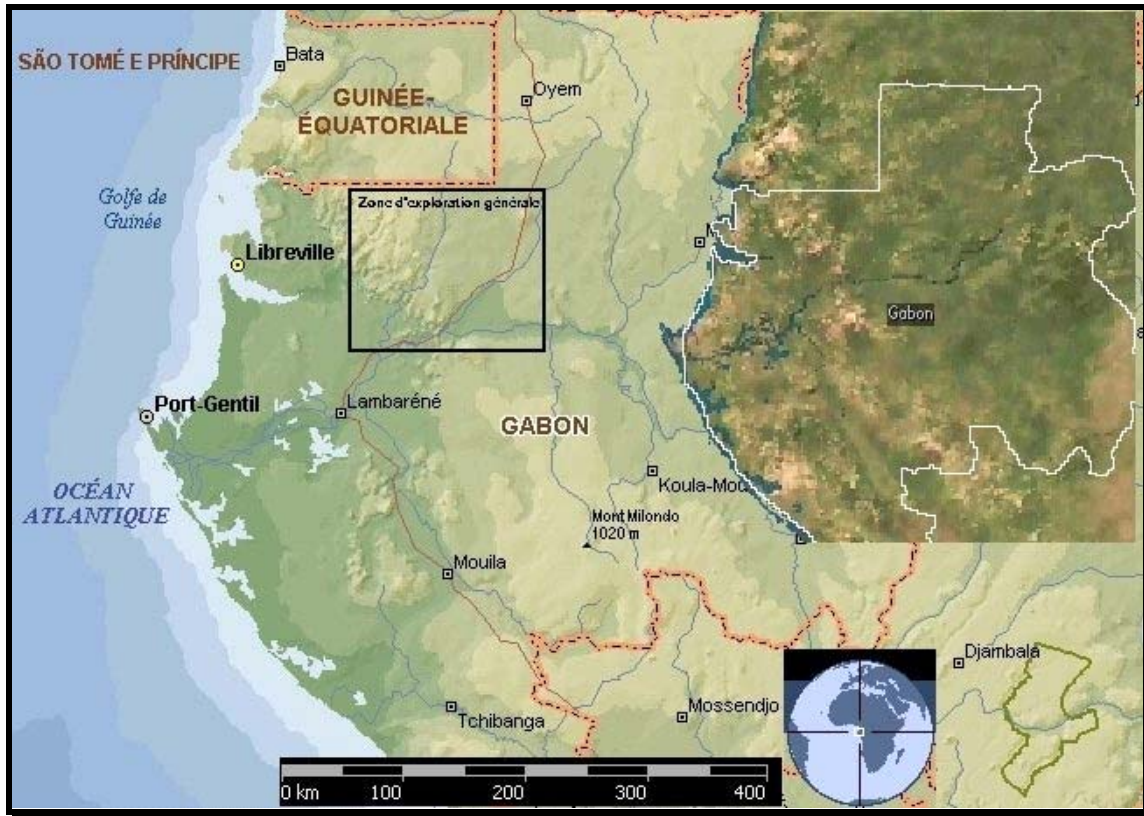 SÃO TOMÉ E PRÍNCIPE
Bata
GUINÉE-
ÉQUATORIALE
Oyem
Golfe de
Guinée
Zone d'exploration générale
Libreville
M
Gabon
Port-Gentil
Lambaréné
GABON
OCÉAN
ATLANTIQUE
Koula-Mou
Mont Milondo
1020 m
Mouila
Djambala
Tchibanga
Mossendjo
0 km 100 200 300 400